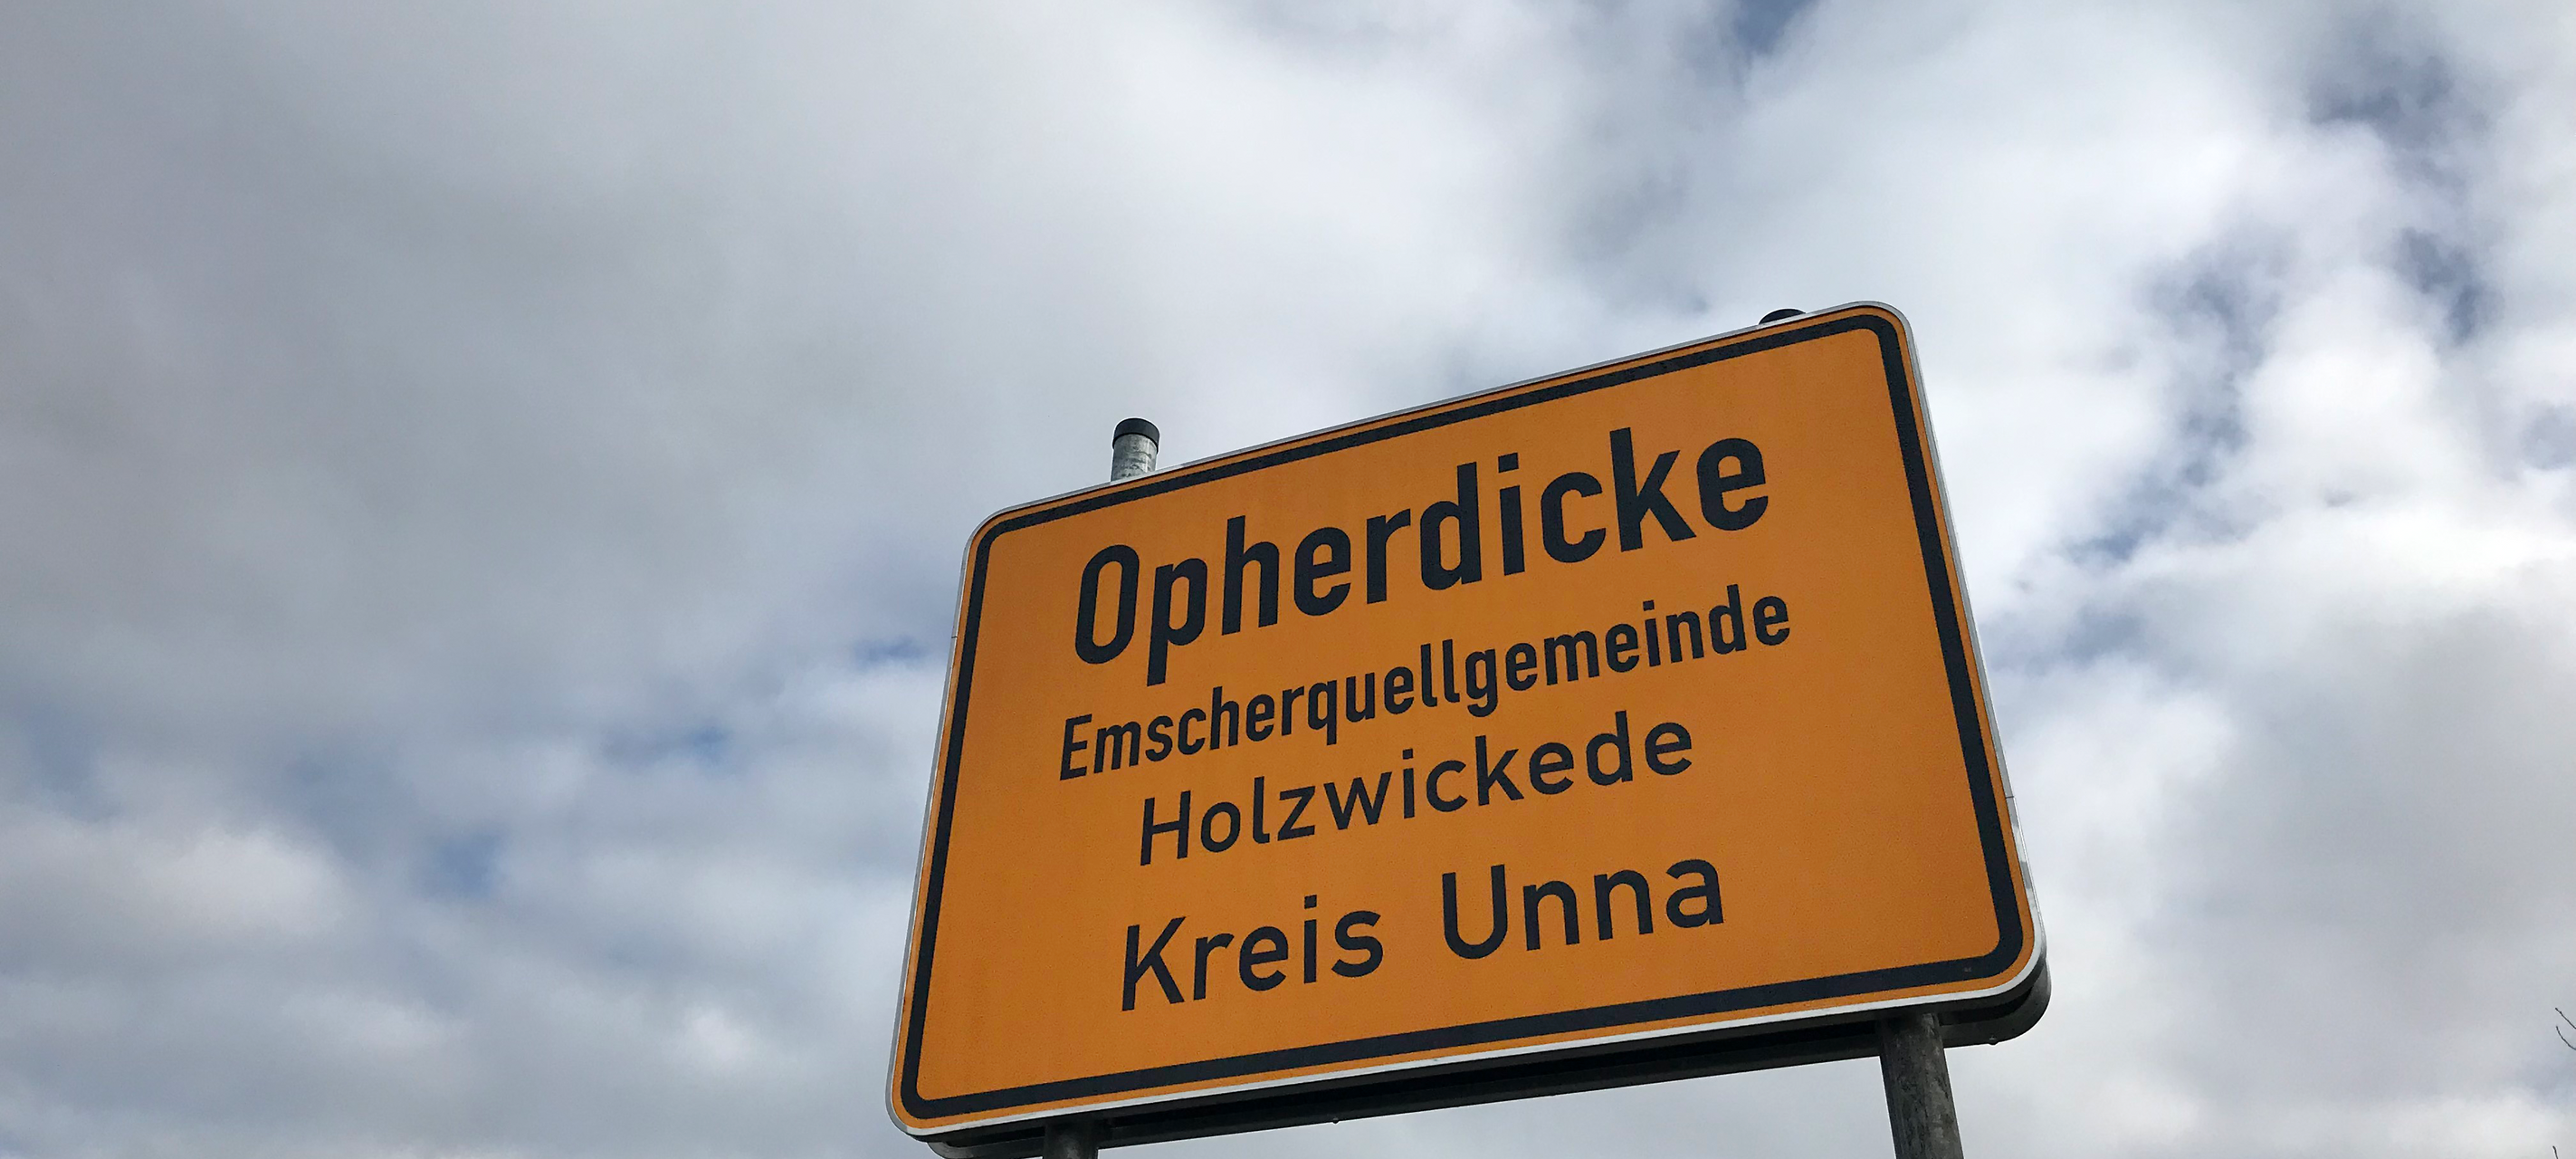 Opherdicke
Emscherquellgemeinde
Holzwickede
Kreis Unna